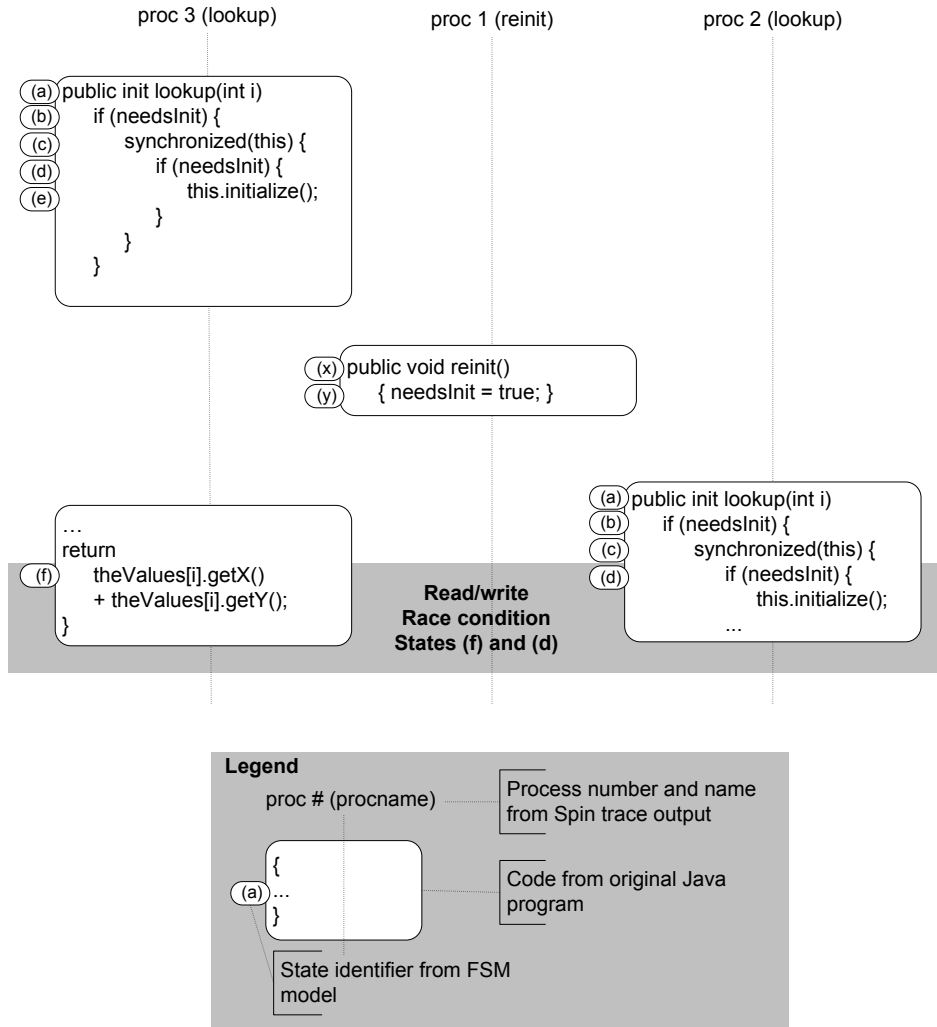 proc 3 (lookup)
proc 1 (reinit)
proc 2 (lookup)
(a) public init lookup(int i)
(b) if (needsInit) {
(c) synchronized(this) {
(d) if (needsInit) {
(e) this.initialize();
}
}
}
(x) public void reinit()
(y) { needsInit = true; }
…
return
(f) theValues[i].getX()
+ theValues[i].getY();
}
Read/write
Race condition
States (f) and (d)
(a) public init lookup(int i)
(b) if (needsInit) {
(c) synchronized(this) {
(d) if (needsInit) {
this.initialize();
...
Legend
proc # (procname)
Process number and name
from Spin trace output
{
(a) ...
}
Code from original Java
program
State identifier from FSM
model